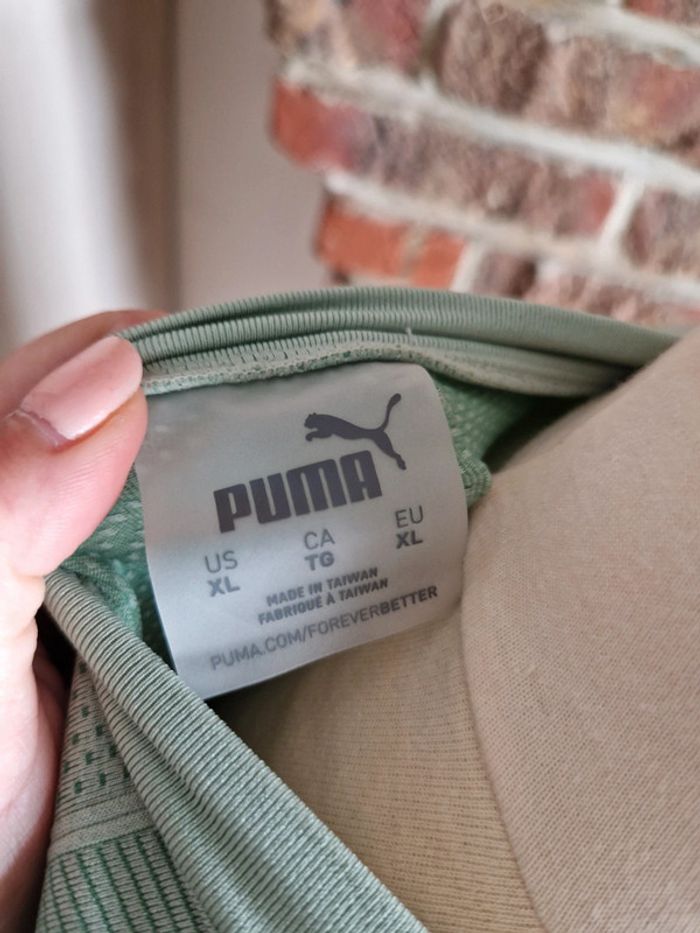 PUMA
US CA EU
XL TG XL
MADE IN TAIWAN
FABRIQUÉ À TAIWAN
PUMA.COM/FOREVERBETTER